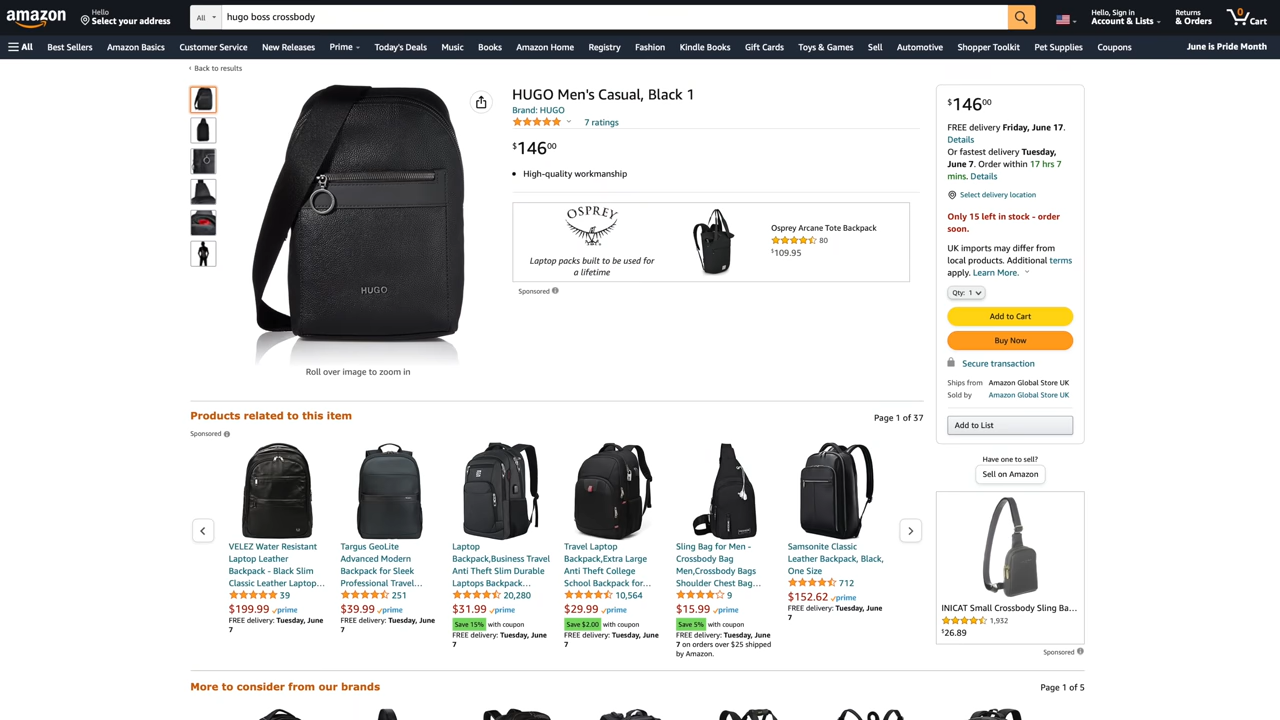 amazon
Hello
Select your address
All
hugo boss crossbody
Hello, Sign in
Account & Lists
Returns
& Orders
0
Cart
All
Best Sellers
Amazon Basics
Customer Service
New Releases
Prime
Today's Deals
Music
Books
Amazon Home
Registry
Fashion
Kindle Books
Gift Cards
Toys & Games
Sell
Automotive
Shopper Toolkit
Pet Supplies
Coupons
June is Pride Month
‹ Back to results
HUGO
Roll over image to zoom in
HUGO Men's Casual, Black 1
Brand: HUGO
7 ratings
$14600
• High-quality workmanship
OSPREY
Laptop packs built to be used for
a lifetime
Osprey Arcane Tote Backpack
80
$109.95
Sponsored
$14600
FREE delivery Friday, June 17.
Details
Or fastest delivery Tuesday,
June 7. Order within 17 hrs 7
mins. Details
Select delivery location
Only 15 left in stock - order
soon.
UK imports may differ from
local products. Additional terms
apply. Learn More.
Qty: 1
Add to Cart
Buy Now
Secure transaction
Ships from Amazon Global Store UK
Sold by Amazon Global Store UK
Add to List
Have one to sell?
Sell on Amazon
INICAT Small Crossbody Sling Ba...
1,932
$26.89
Sponsored
Products related to this item
Page 1 of 37
Sponsored
VELEZ Water Resistant
Laptop Leather
Backpack - Black Slim
Classic Leather Laptop...
39
$199.99 prime
FREE delivery: Tuesday, June
7
Targus GeoLite
Advanced Modern
Backpack for Sleek
Professional Travel...
251
$39.99 prime
FREE delivery: Tuesday, June
7
Laptop
Backpack,Business Travel
Anti Theft Slim Durable
Laptops Backpack...
20,280
$31.99 prime
Save 15% with coupon
FREE delivery: Tuesday, June
7
Travel Laptop
Backpack,Extra Large
Anti Theft College
School Backpack for...
10,564
$29.99 prime
Save $2.00 with coupon
FREE delivery: Tuesday, June
7
Sling Bag for Men -
Crossbody Bag
Men,Crossbody Bags
Shoulder Chest Bag...
9
$15.99 prime
Save 5% with coupon
FREE delivery: Tuesday, June
7 on orders over $25 shipped
by Amazon.
Samsonite Classic
Leather Backpack, Black,
One Size
712
$152.62 prime
FREE delivery: Tuesday, June
7
More to consider from our brands
Page 1 of 5